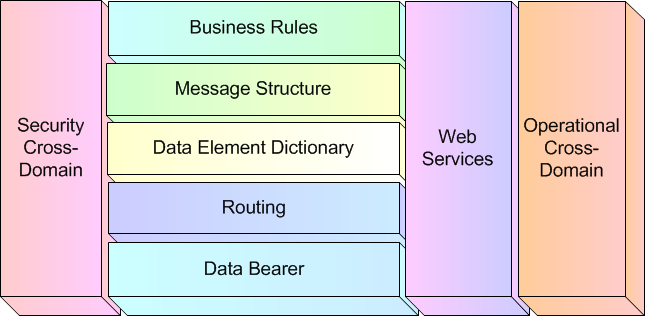 Security
Cross-
Domain
Business Rules
Message Structure
Data Element Dictionary
Routing
Data Bearer
Web
Services
Operational
Cross-
Domain